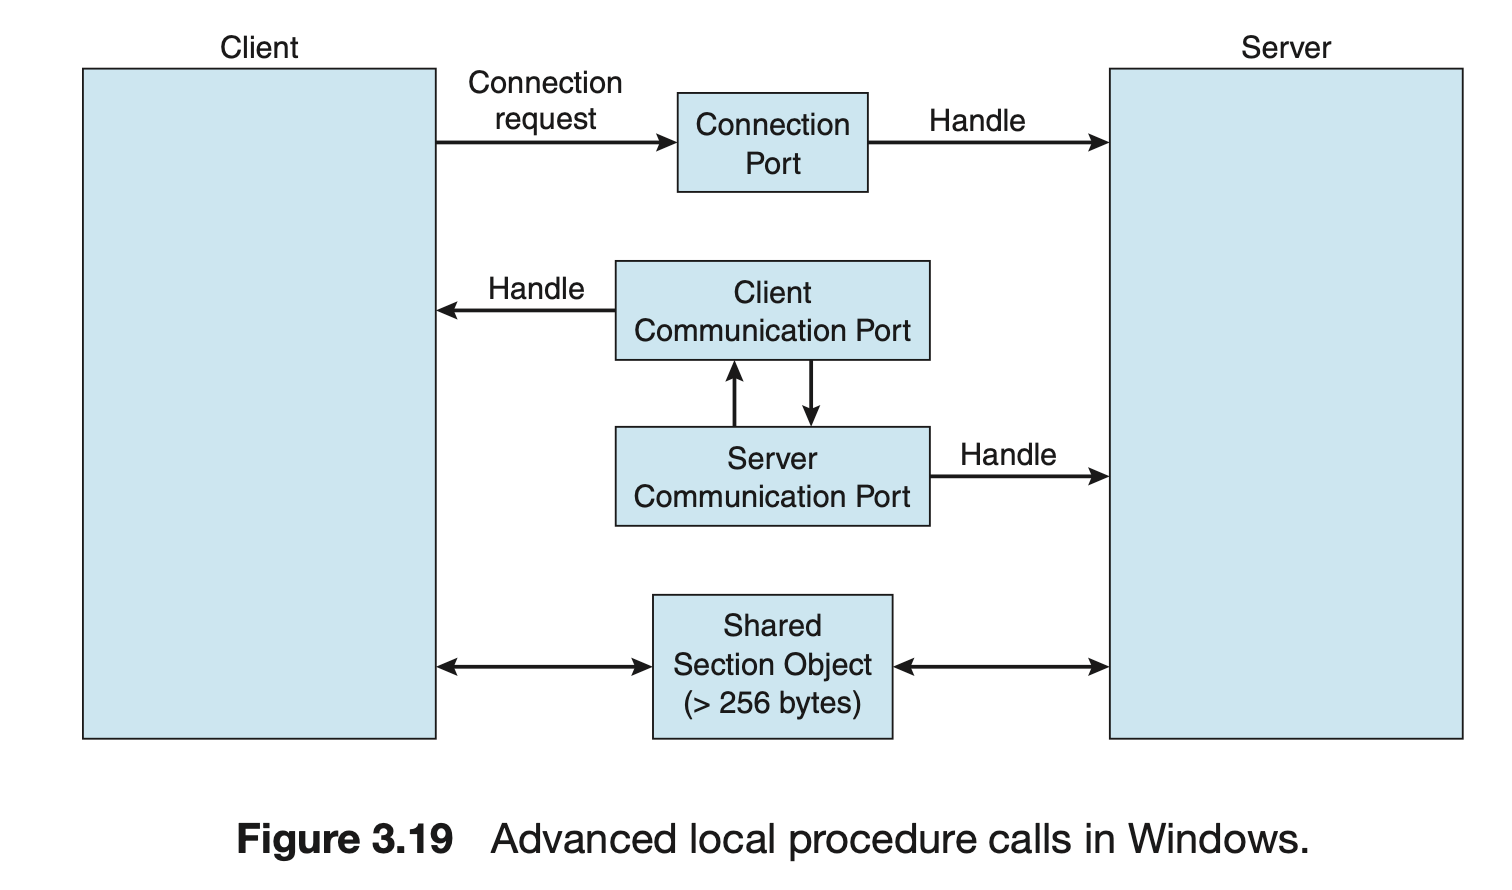 Client
Server
Connection
request
Connection
Port
Handle
Handle
Client
Communication Port
Server
Communication Port
Handle
Shared
Section Object
(> 256 bytes)
Figure 3.19 Advanced local procedure calls in Windows.